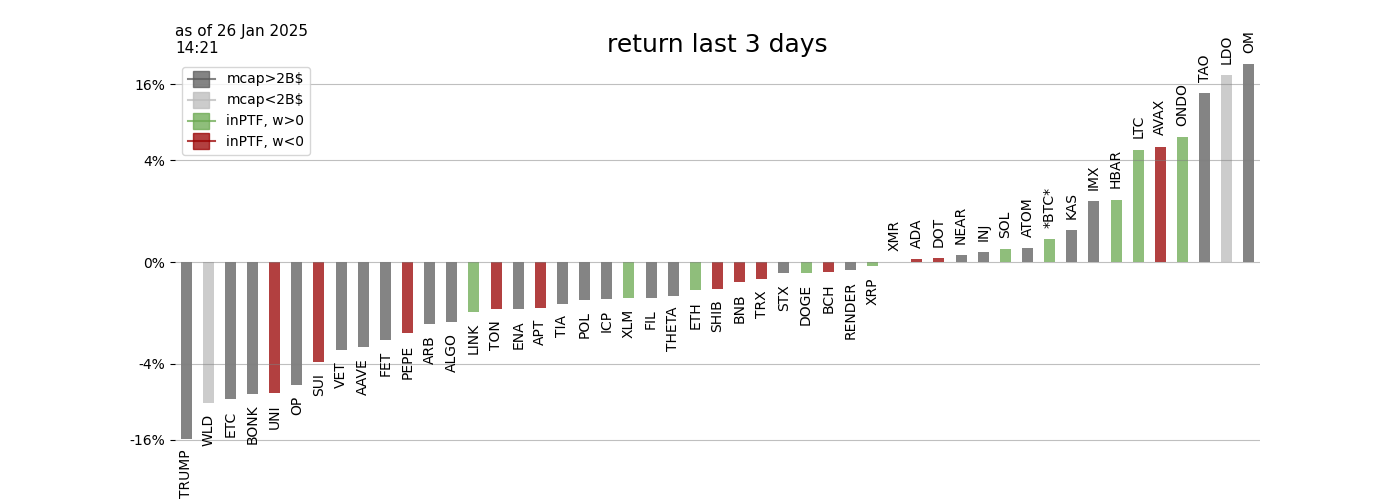 as of 26 Jan 2025
14:21
return last 3 days
mcap>2B$
mcap<2B$
inPTF, w>0
inPTF, w<0
16%
4%
0%
-4%
-16%
TRUMP
WLD
ETC
BONK
UNI
OP
SUI
VET
AAVE
FET
PEPE
ARB
ALGO
LINK
TON
ENA
APT
TIA
POL
ICP
XLM
FIL
THETA
ETH
SHIB
BNB
TRX
STX
DOGE
BCH
RENDER
XRP
XMR
ADA
DOT
NEAR
INJ
SOL
ATOM
*BTC*
KAS
IMX
HBAR
LTC
AVAX
ONDO
TAO
LDO
OM